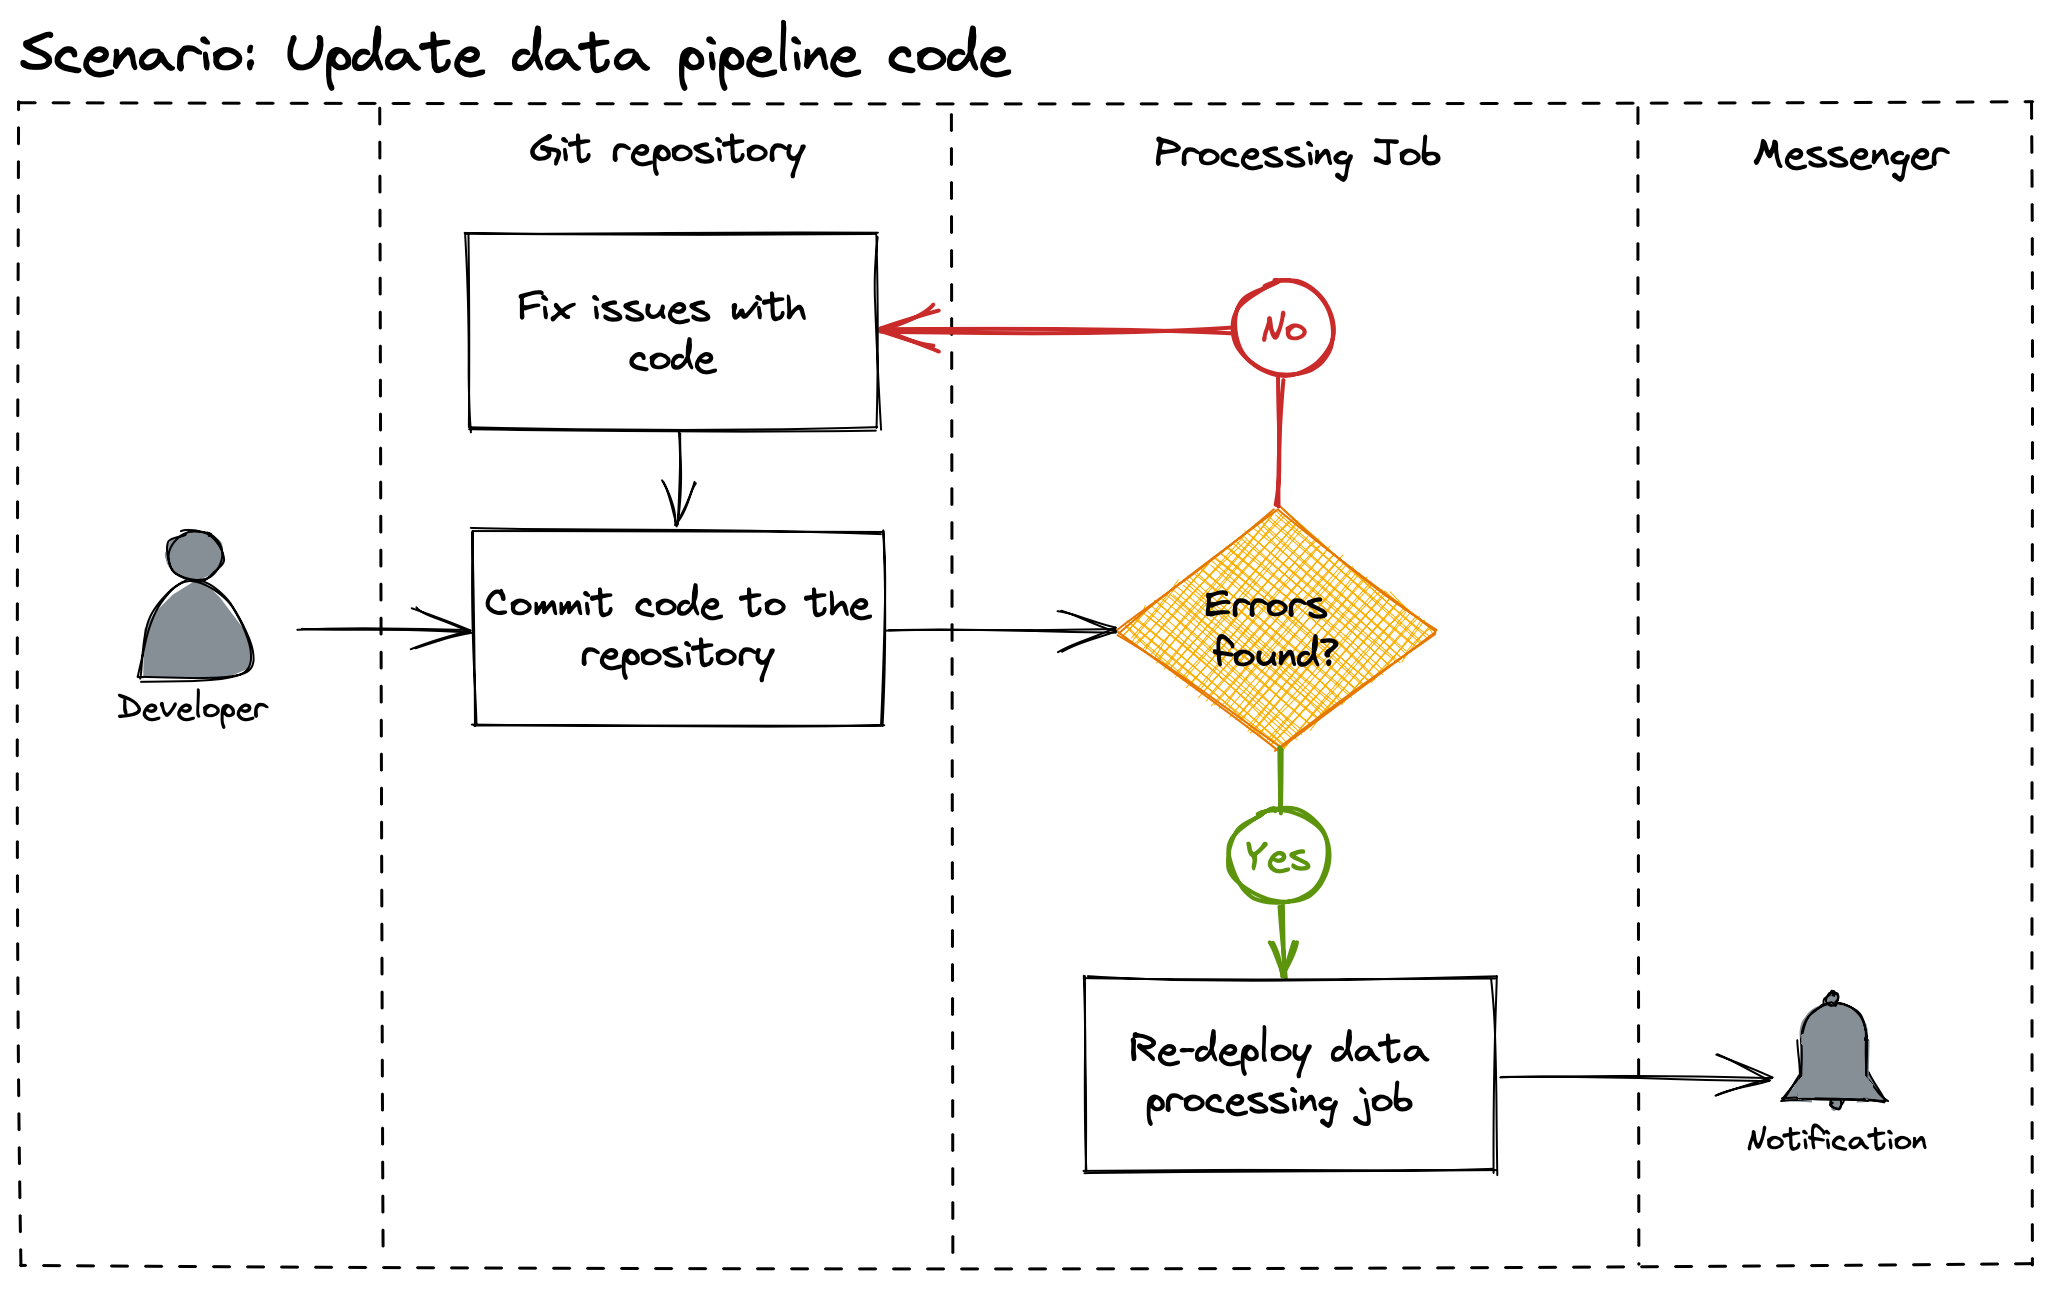 Scenario: Update data pipeline code
Git repository
Processing Job
Messenger
Fix issues with
code
No
Developer
Commit code to the
repository
Errors
found?
Yes
Re-deploy data
processing job
Notification